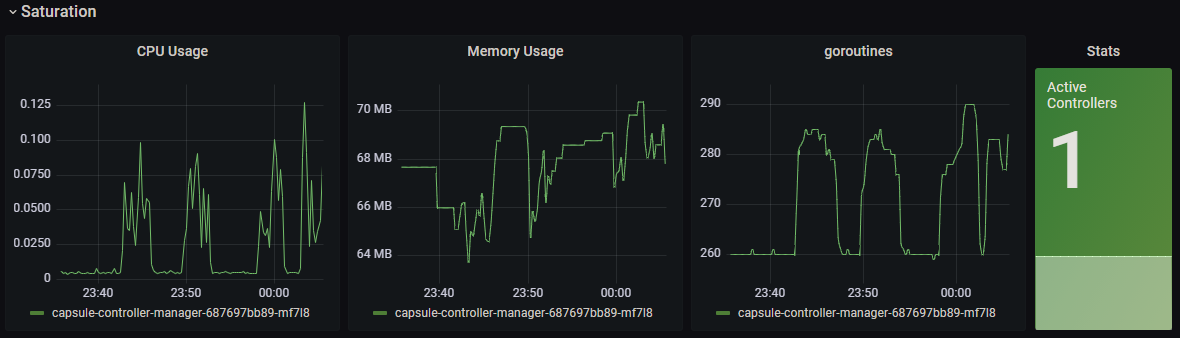 Saturation
CPU Usage
0.125
0.100
0.0750
0.0500
0.0250
0
23:40 23:50 00:00
capsule-controller-manager-687697bb89-mf7l8
Memory Usage
70 MB
68 MB
66 MB
64 MB
23:40 23:50 00:00
capsule-controller-manager-687697bb89-mf7l8
goroutines
290
280
270
260
23:40 23:50 00:00
capsule-controller-manager-687697bb89-mf7l8
Stats
Active
Controllers
1